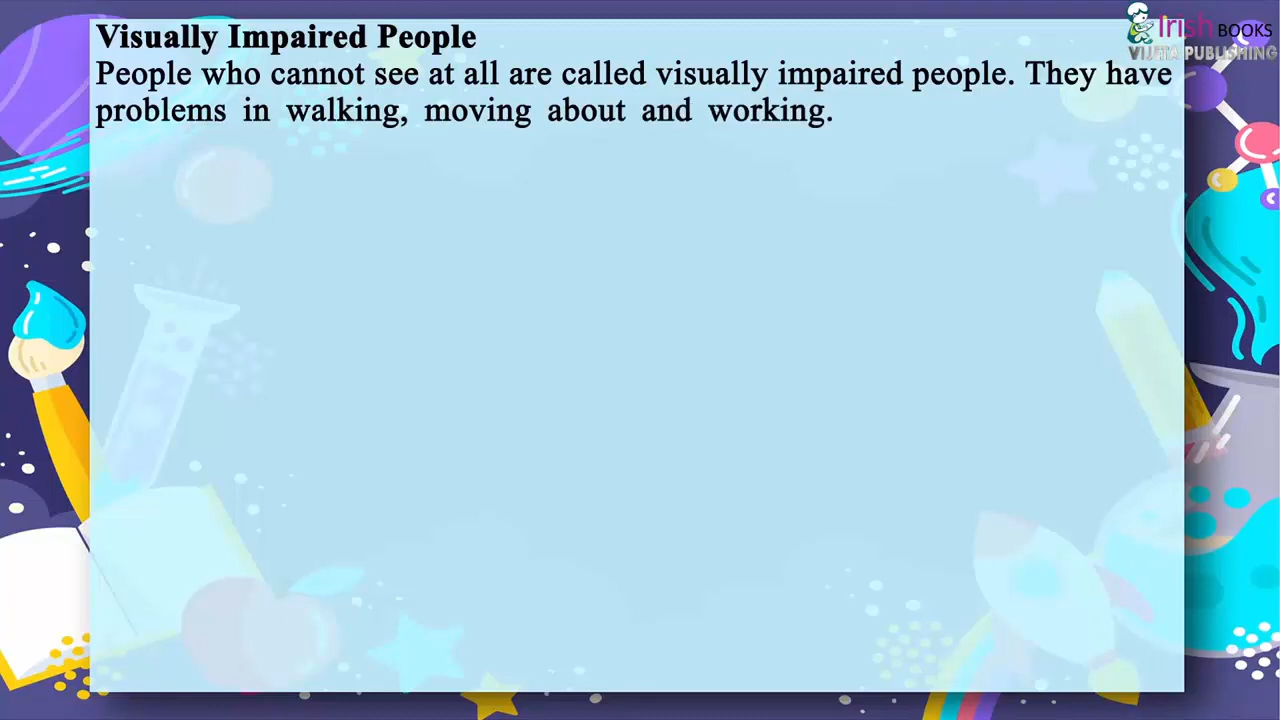 Visually Impaired People
People who cannot see at all are called visually impaired people. They have
problems in walking, moving about and working.
Irish BOOKS
VIJETA PUBLISHING